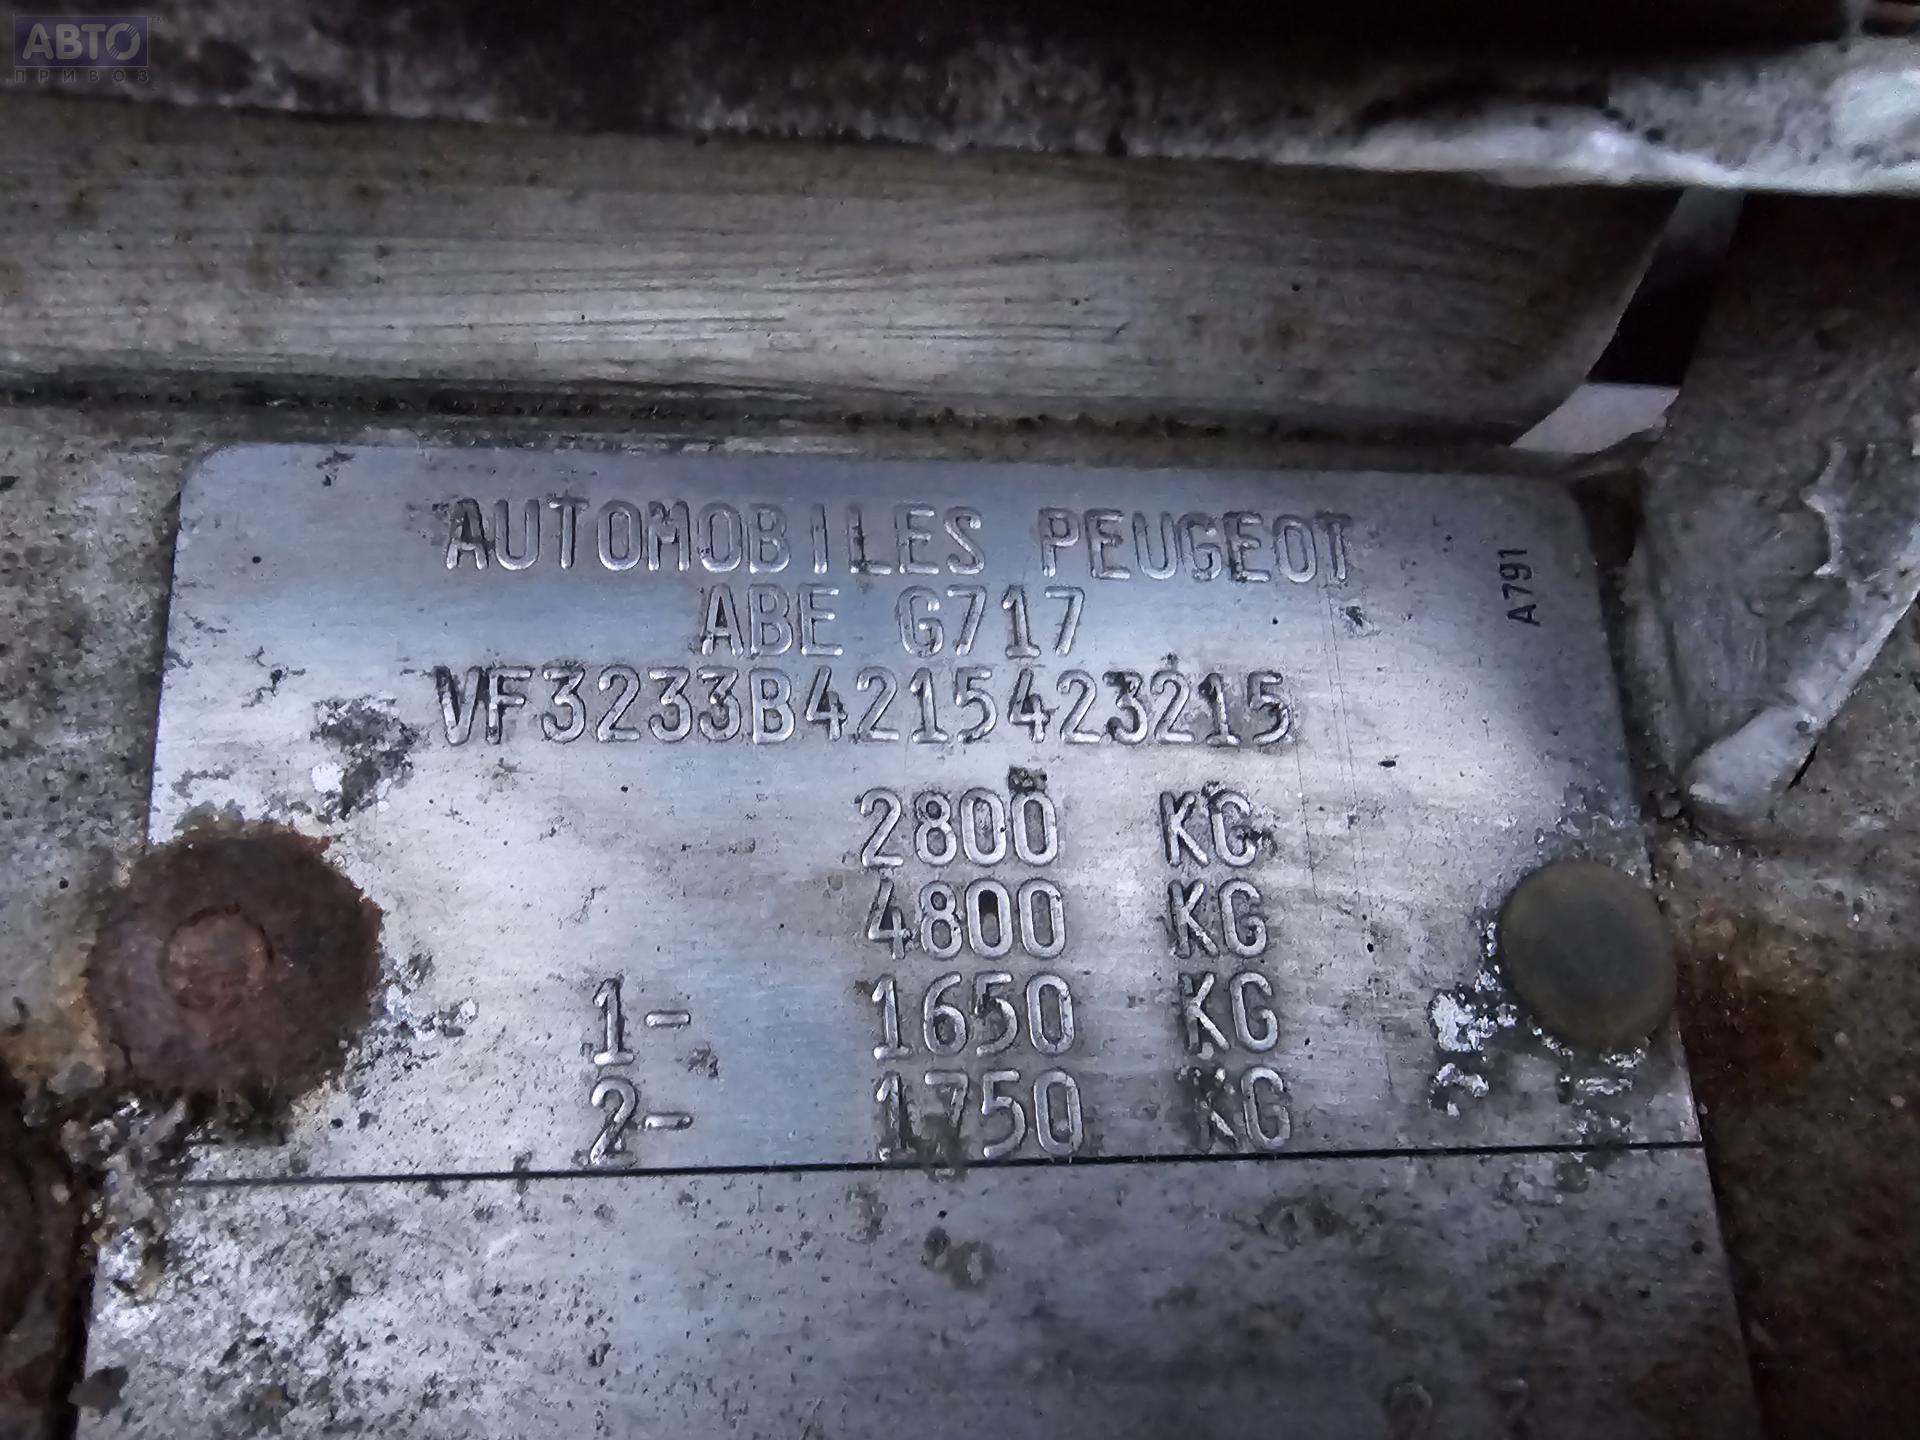 АВТО
ПРИВОЗ
AUTOMOBILES PEUGEOT
ABE G717
VF3233B4215423215
2800 KG
4800 KG
1- 1650 KG
2- 1750 KG
A791